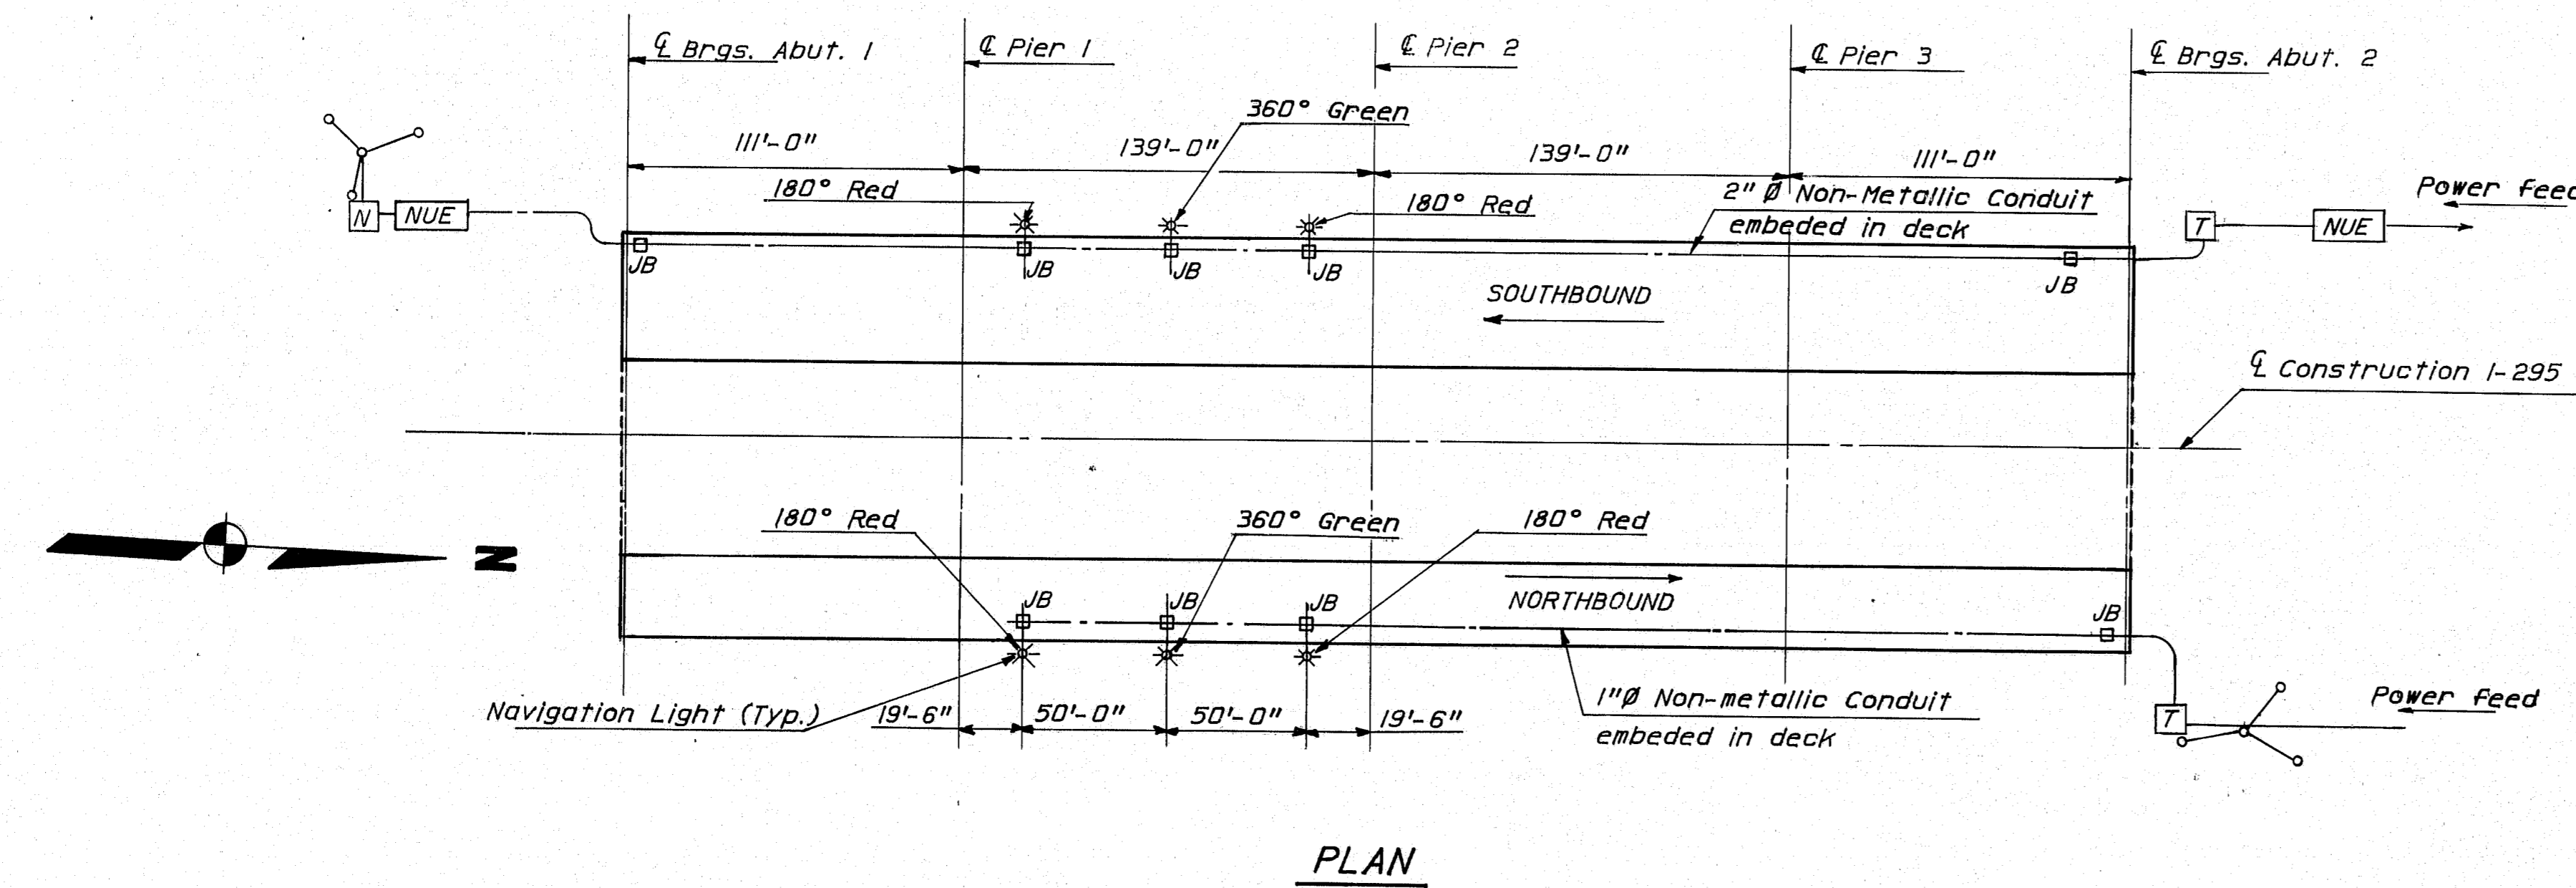 ℄ Brgs. Abut. 1
℄ Pier 1
℄ Pier 2
℄ Pier 3
℄ Brgs. Abut. 2
360° Green
111'-0"
139'-0"
139'-0"
111'-0"
180° Red
180° Red
2" Ø Non-Metallic Conduit
embeded in deck
Power feed
N
NUE
T
NUE
JB
JB
JB
JB
JB
SOUTHBOUND
℄ Construction I-295
180° Red
360° Green
180° Red
N
JB
JB
JB
NORTHBOUND
JB
Navigation Light (Typ.)
19'-6"
50'-0"
50'-0"
19'-6"
1"Ø Non-metallic Conduit
embeded in deck
T
Power feed
PLAN